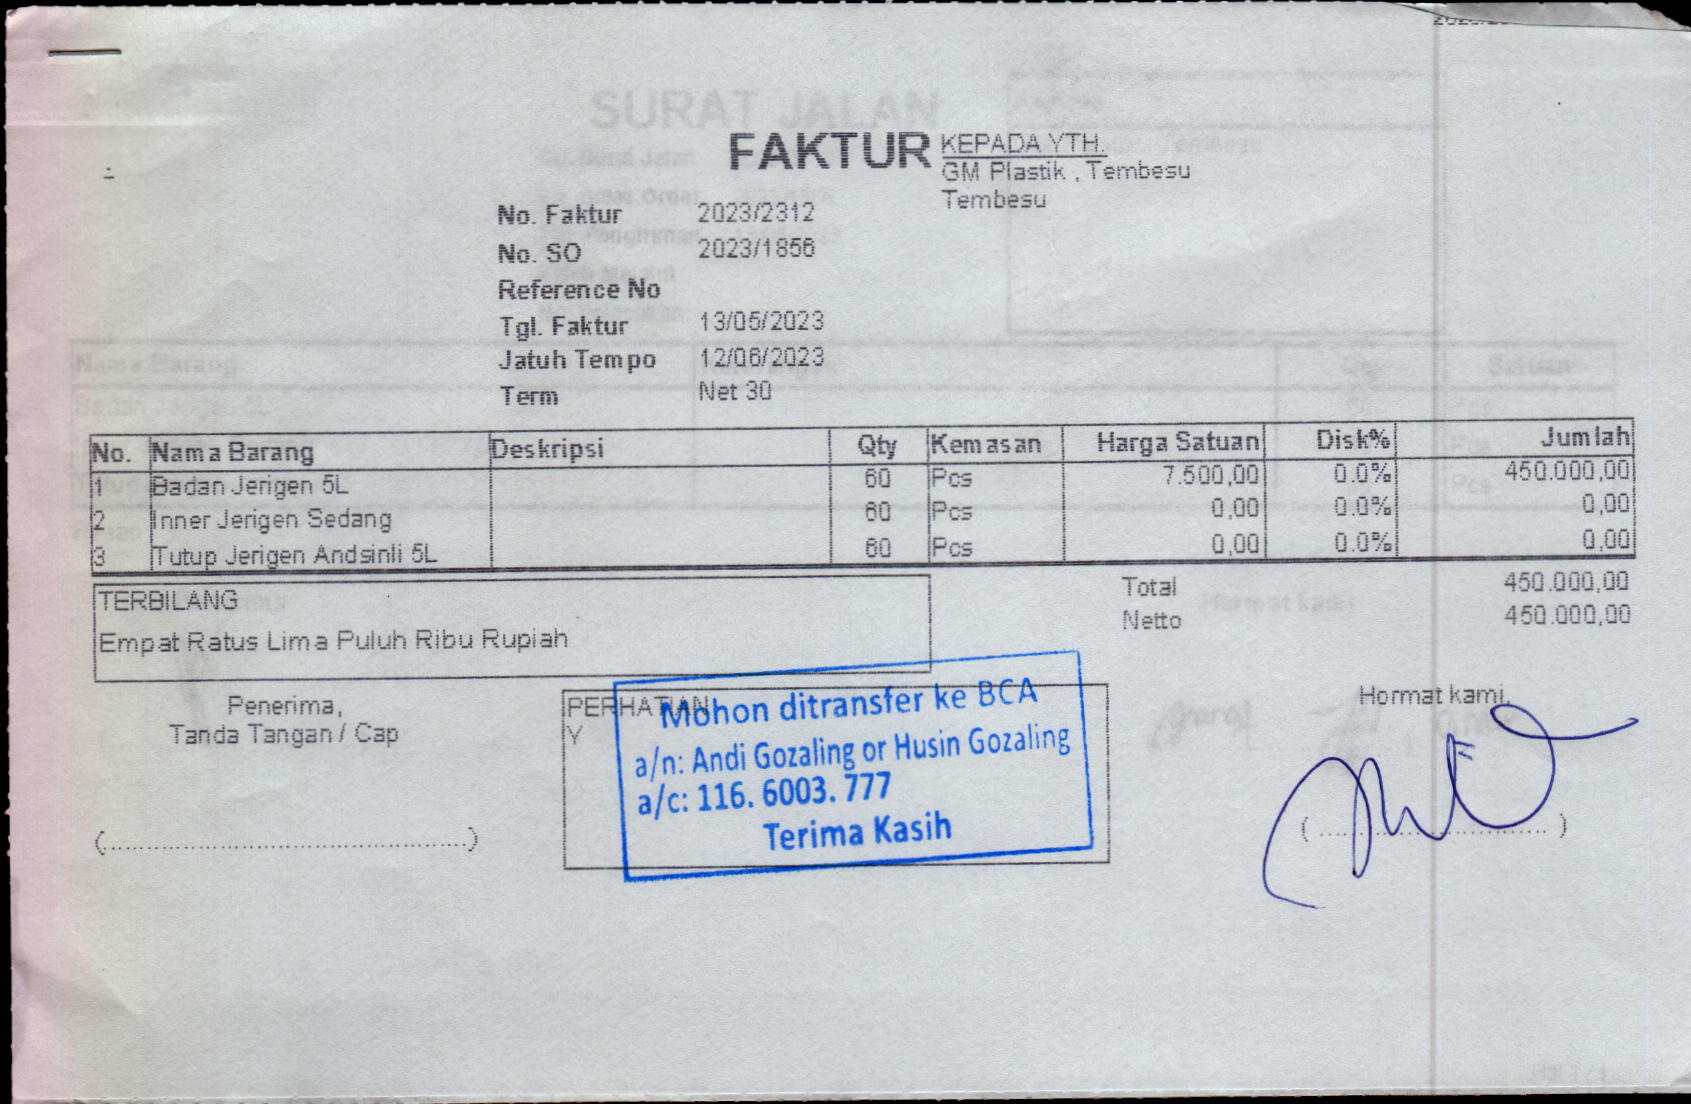 SURAT JALAN
FAKTUR
KEPADA YTH.
GM Plastik , Tembesu
Tembesu
No. Faktur 2023/2312
No. SO 2023/1856
Reference No
Tgl. Faktur 13/05/2023
Jatuh Tempo 12/06/2023
Term Net 30
No. Nama Barang Deskripsi Qty Kemasan Harga Satuan Disk% Jumlah
1 Badan Jerigen 5L 60 Pcs 7.500,00 0.0% 450.000,00
2 Inner Jerigen Sedang 60 Pcs 0,00 0.0% 0,00
3 Tutup Jerigen Andsinli 5L 60 Pcs 0,00 0.0% 0,00
Total 450.000,00
Netto 450.000,00
TERBILANG
Empat Ratus Lima Puluh Ribu Rupiah
Penerima,
Tanda Tangan / Cap
(..............................................)
PERHATIAN
Y
Mohon ditransfer ke BCA
a/n: Andi Gozaling or Husin Gozaling
a/c: 116. 6003. 777
Terima Kasih
Hormat kami,
( .............................. )